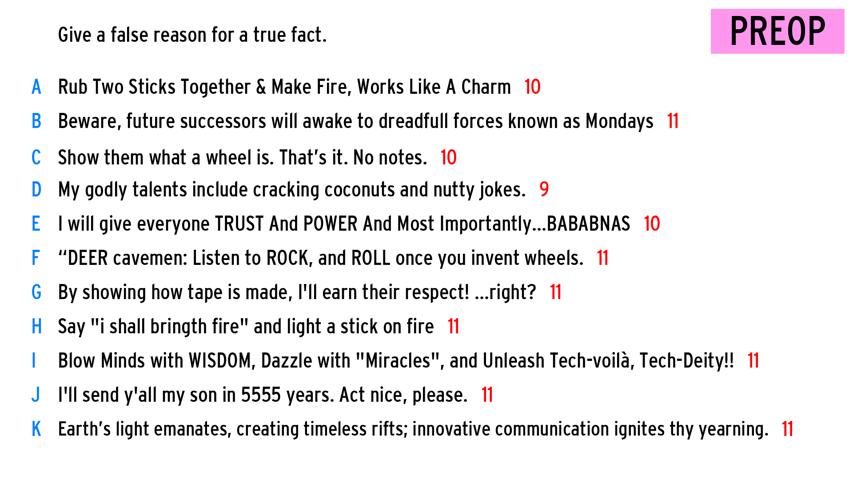 Give a false reason for a true fact.
PREOP
A Rub Two Sticks Together & Make Fire, Works Like A Charm 10
B Beware, future successors will awake to dreadfull forces known as Mondays 11
C Show them what a wheel is. That's it. No notes. 10
D My godly talents include cracking coconuts and nutty jokes. 9
E I will give everyone TRUST And POWER And Most Importantly...BABABNAS 10
F “DEER cavemen: Listen to ROCK, and ROLL once you invent wheels. 11
G By showing how tape is made, I'll earn their respect! ...right? 11
H Say "i shall bringth fire" and light a stick on fire 11
I Blow Minds with WISDOM, Dazzle with "Miracles", and Unleash Tech-voilà, Tech-Deity!! 11
J I'll send y'all my son in 5555 years. Act nice, please. 11
K Earth's light emanates, creating timeless rifts; innovative communication ignites thy yearning. 11